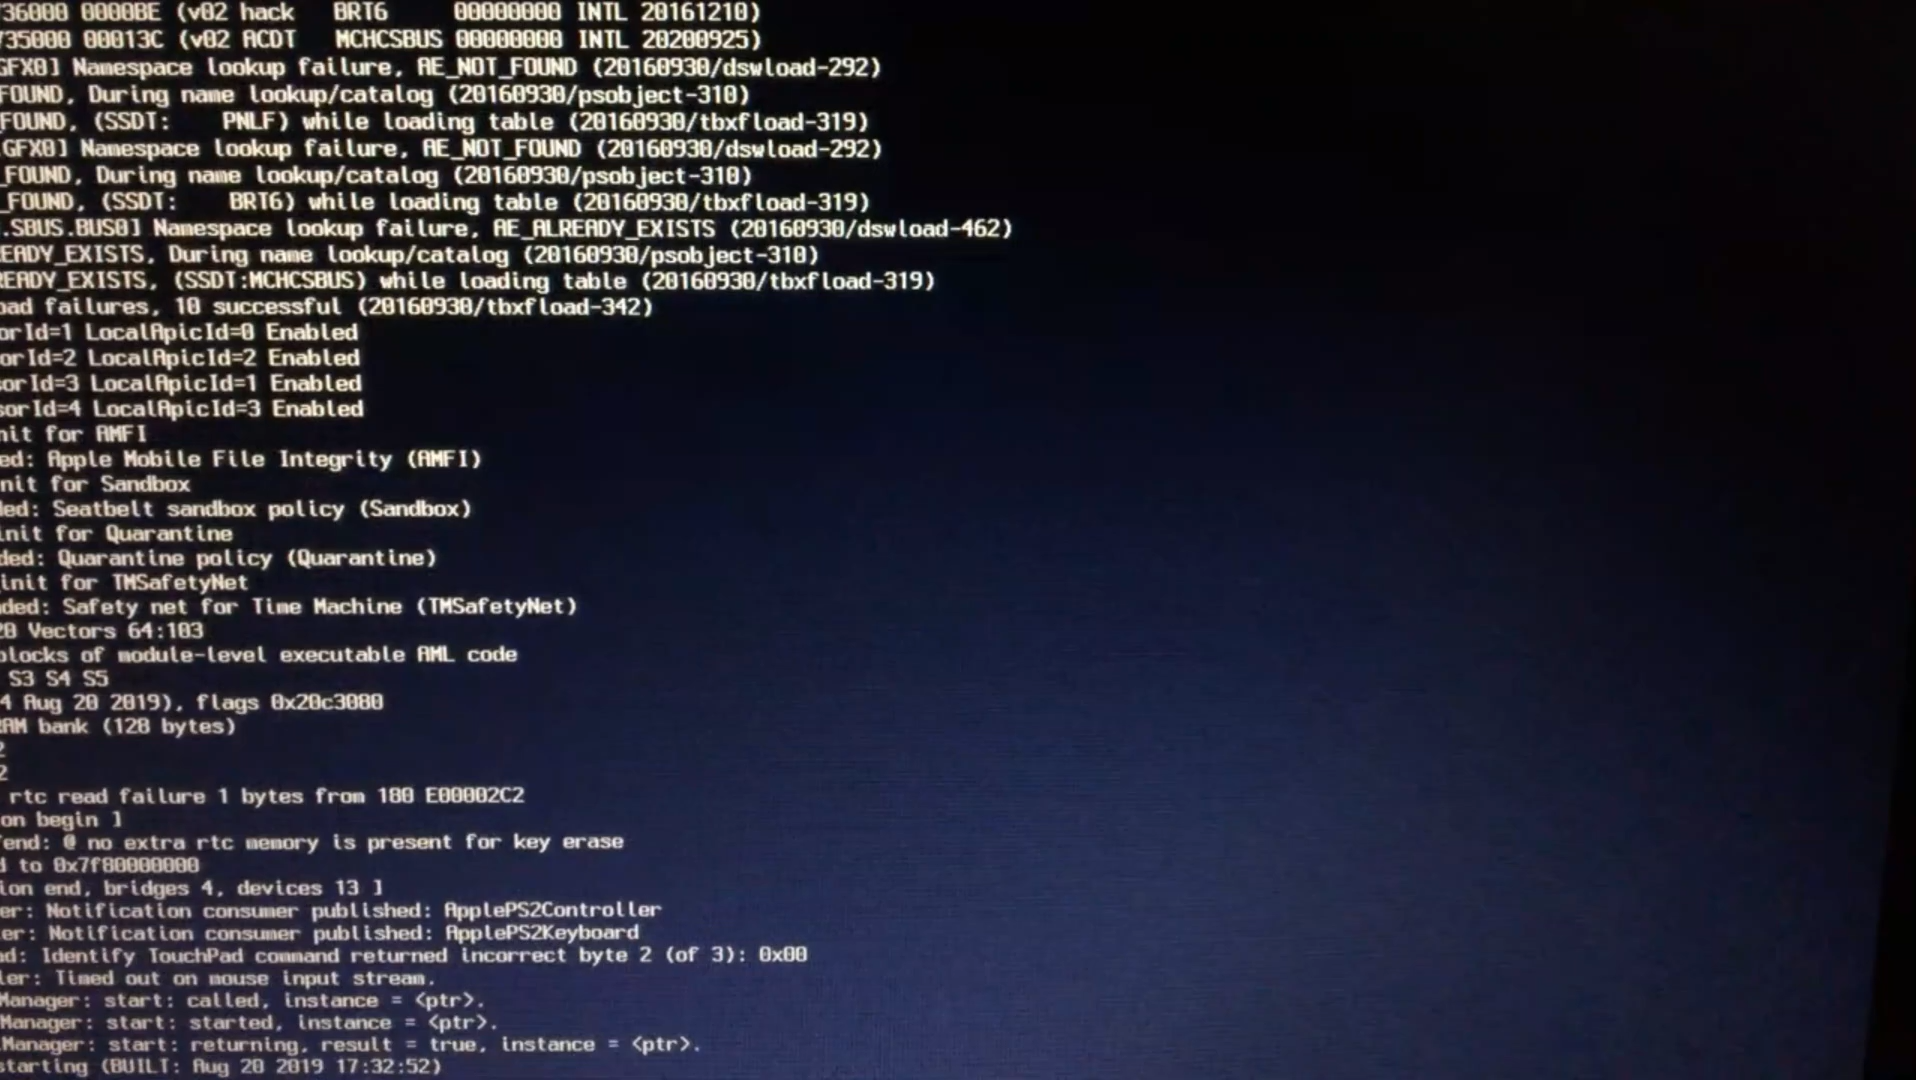 736000 0000BE (v02 hack   BRT6     00000000 INTL 20161210)
735000 00013C (v02 ACDT   MCHCSBUS 00000000 INTL 20200925)
GFX0] Namespace lookup failure, AE_NOT_FOUND (20160930/dswload-292)
FOUND, During name lookup/catalog (20160930/psobject-310)
FOUND, (SSDT:    PNLF) while loading table (20160930/tbxfload-319)
.GFX0] Namespace lookup failure, AE_NOT_FOUND (20160930/dswload-292)
_FOUND, During name lookup/catalog (20160930/psobject-310)
_FOUND, (SSDT:    BRT6) while loading table (20160930/tbxfload-319)
.SBUS.BUS0] Namespace lookup failure, AE_ALREADY_EXISTS (20160930/dswload-462)
EADY_EXISTS, During name lookup/catalog (20160930/psobject-310)
READY_EXISTS, (SSDT:MCHCSBUS) while loading table (20160930/tbxfload-319)
oad failures, 10 successful (20160930/tbxfload-342)
orId=1 LocalApicId=0 Enabled
orId=2 LocalApicId=2 Enabled
sorId=3 LocalApicId=1 Enabled
sorId=4 LocalApicId=3 Enabled
nit for AMFI
ed: Apple Mobile File Integrity (AMFI)
nit for Sandbox
ded: Seatbelt sandbox policy (Sandbox)
init for Quarantine
ded: Quarantine policy (Quarantine)
init for TMSafetyNet
aded: Safety net for Time Machine (TMSafetyNet)
20 Vectors 64:103
blocks of module-level executable AML code
S3 S4 S5
4 Aug 20 2019), flags 0x20c3080
RAM bank (128 bytes)
2
2
rtc read failure 1 bytes from 180 E00002C2
on begin ]
fend: @ no extra rtc memory is present for key erase
d to 0x7f80000000
ion end, bridges 4, devices 13 ]
er: Notification consumer published: ApplePS2Controller
er: Notification consumer published: ApplePS2Keyboard
ad: Identify TouchPad command returned incorrect byte 2 (of 3): 0x00
ler: Timed out on mouse input stream.
Manager: start: called, instance = <ptr>.
Manager: start: started, instance = <ptr>.
Manager: start: returning, result = true, instance = <ptr>.
starting (BUILT: Aug 20 2019 17:32:52)